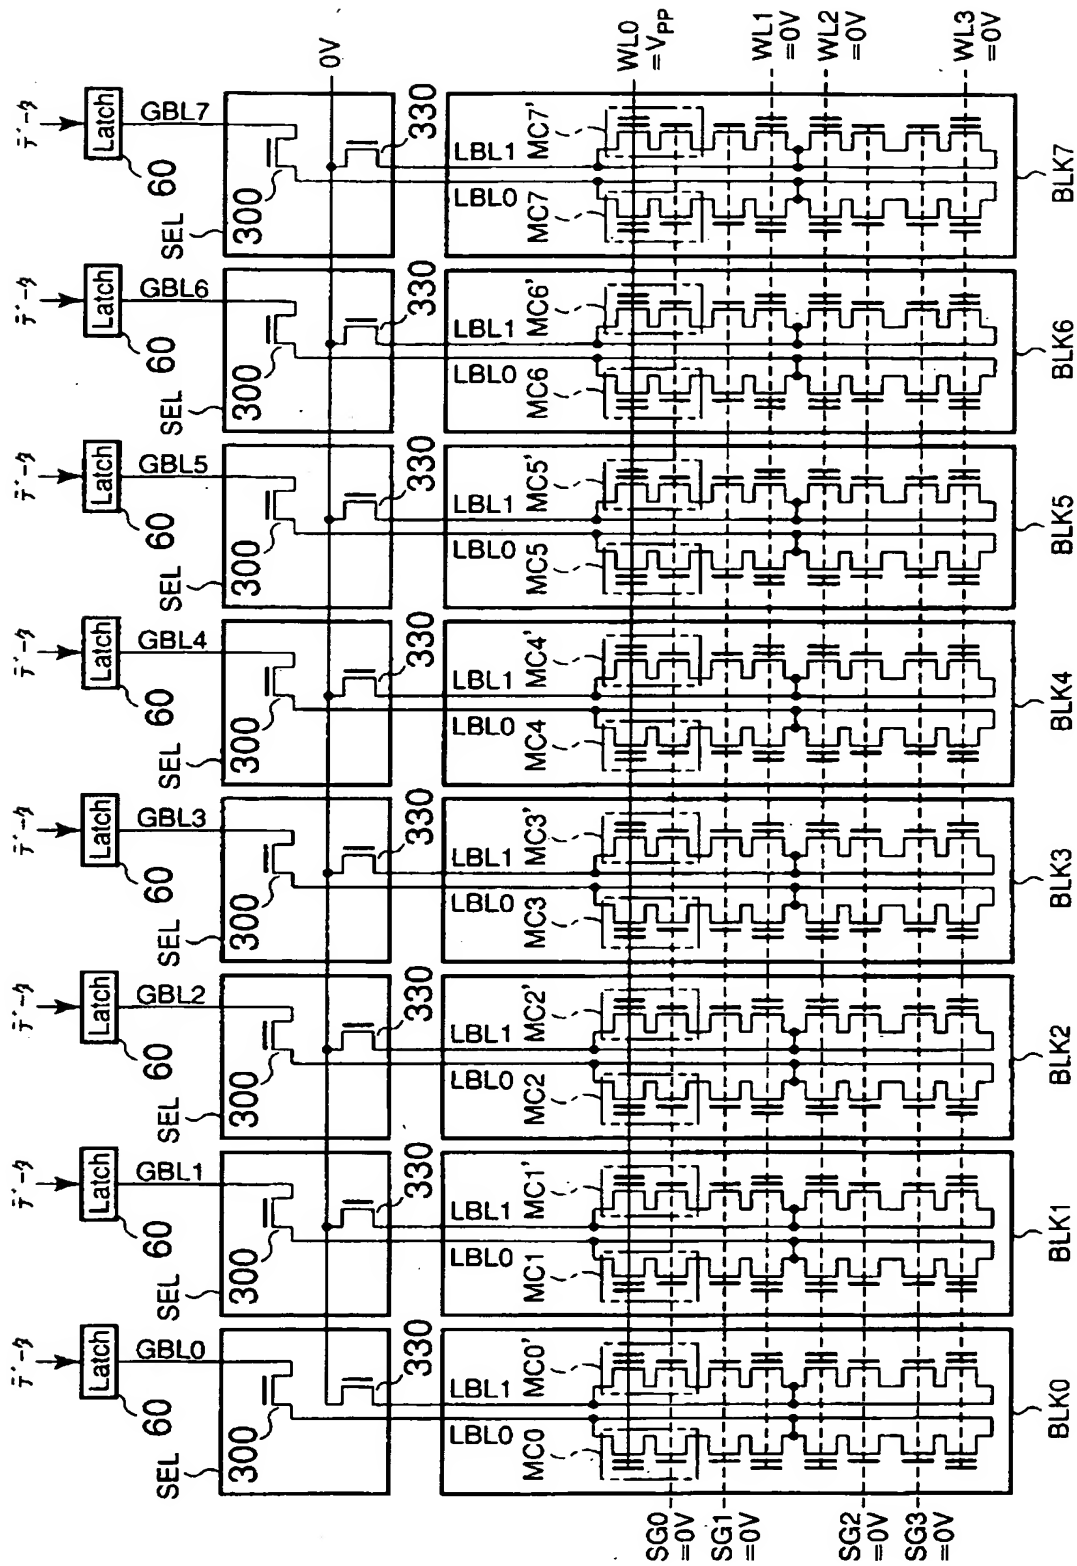 データ データ データ データ データ データ データ データ
Latch Latch Latch Latch Latch Latch Latch Latch
60 GBL0 60 GBL1 60 GBL2 60 GBL3 60 GBL4 60 GBL5 60 GBL6 60 GBL7
SEL SEL SEL SEL SEL SEL SEL SEL
300 300 300 300 300 300 300 300
0V
330 330 330 330 330 330 330 330
LBL0 LBL1 LBL0 LBL1 LBL0 LBL1 LBL0 LBL1 LBL0 LBL1 LBL0 LBL1 LBL0 LBL1 LBL0 LBL1
MC0 MC0' MC1 MC1' MC2 MC2' MC3 MC3' MC4 MC4' MC5 MC5' MC6 MC6' MC7 MC7'
WL0
=VPP
SG0
=0V
SG1
=0V
WL1
=0V
WL2
=0V
SG2
=0V
SG3
=0V
WL3
=0V
BLK0 BLK1 BLK2 BLK3 BLK4 BLK5 BLK6 BLK7